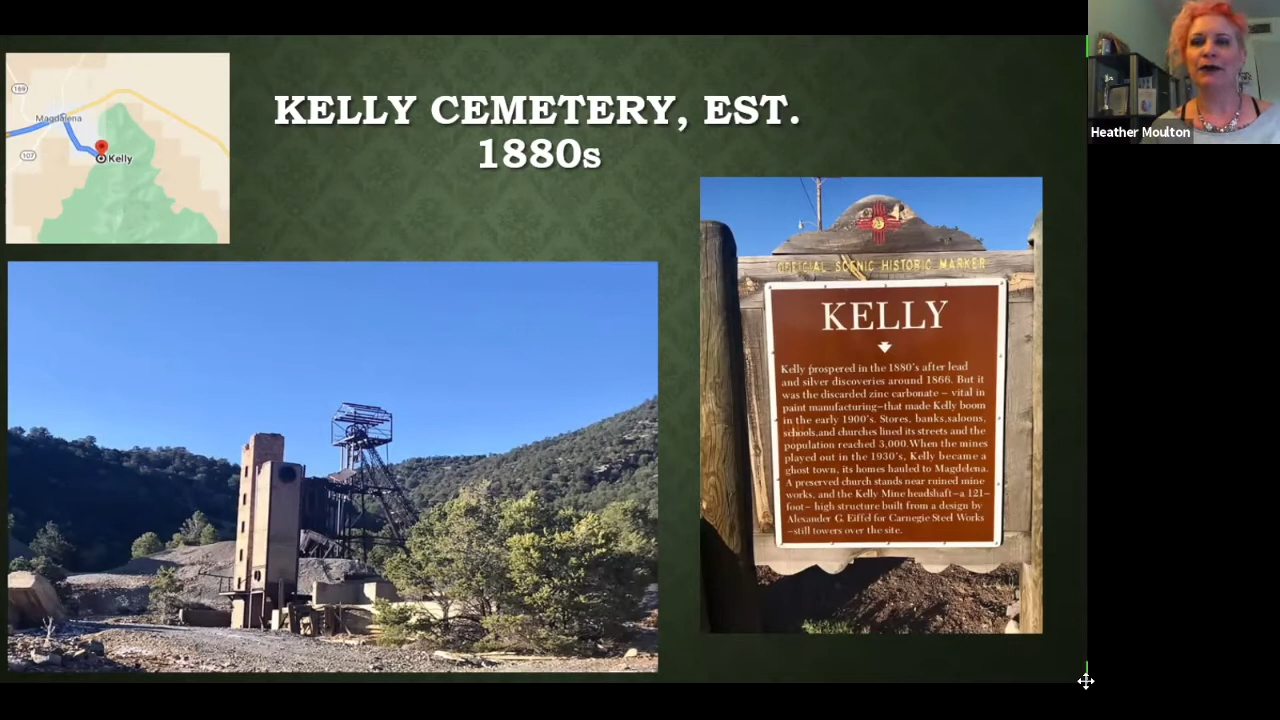 KELLY CEMETERY, EST.
1880s
169
Magdalena
107
Kelly
OFFICIAL SCENIC HISTORIC MARKER
KELLY
Kelly prospered in the 1880's after lead
and silver discoveries around 1866. But it
was the discarded zinc carbonate – vital in
paint manufacturing–that made Kelly boom
in the early 1900's. Stores, banks,saloons,
schools,and churches lined its streets and the
population reached 3,000.When the mines
played out in the 1930's, Kelly became a
ghost town, its homes hauled to Magdelena.
A preserved church stands near ruined mine
works, and the Kelly Mine headshaft–a 121–
foot– high structure built from a design by
Alexander G. Eiffel for Carnegie Steel Works
–still towers over the site.
Heather Moulton